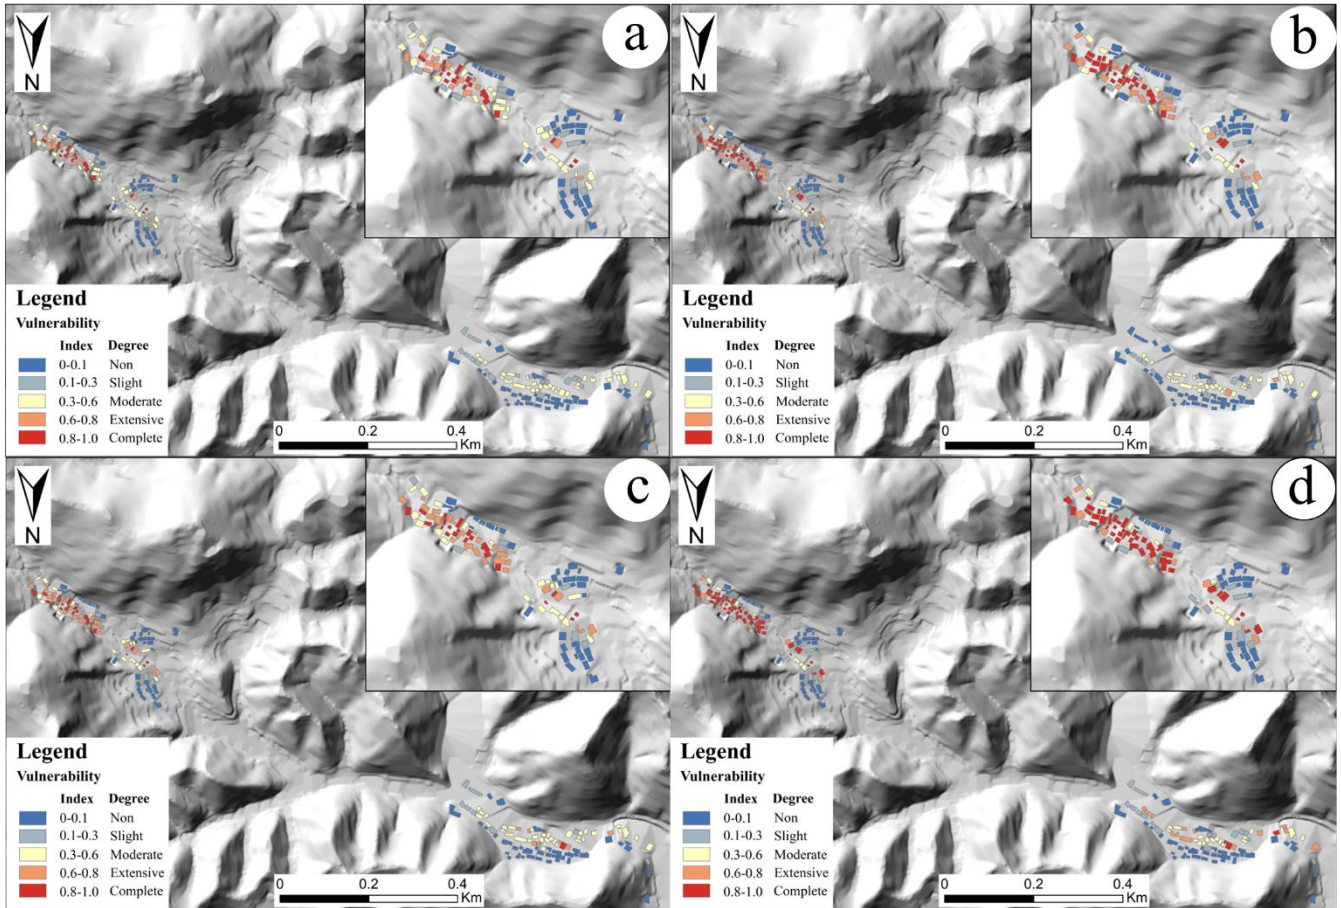 a
N
Legend
Vulnerability
Index Degree
0-0.1 Non
0.1-0.3 Slight
0.3-0.6 Moderate
0.6-0.8 Extensive
0.8-1.0 Complete
0 0.2 0.4
Km
b
N
Legend
Vulnerability
Index Degree
0-0.1 Non
0.1-0.3 Slight
0.3-0.6 Moderate
0.6-0.8 Extensive
0.8-1.0 Complete
0 0.2 0.4
Km
c
N
Legend
Vulnerability
Index Degree
0-0.1 Non
0.1-0.3 Slight
0.3-0.6 Moderate
0.6-0.8 Extensive
0.8-1.0 Complete
0 0.2 0.4
Km
d
N
Legend
Vulnerability
Index Degree
0-0.1 Non
0.1-0.3 Slight
0.3-0.6 Moderate
0.6-0.8 Extensive
0.8-1.0 Complete
0 0.2 0.4
Km